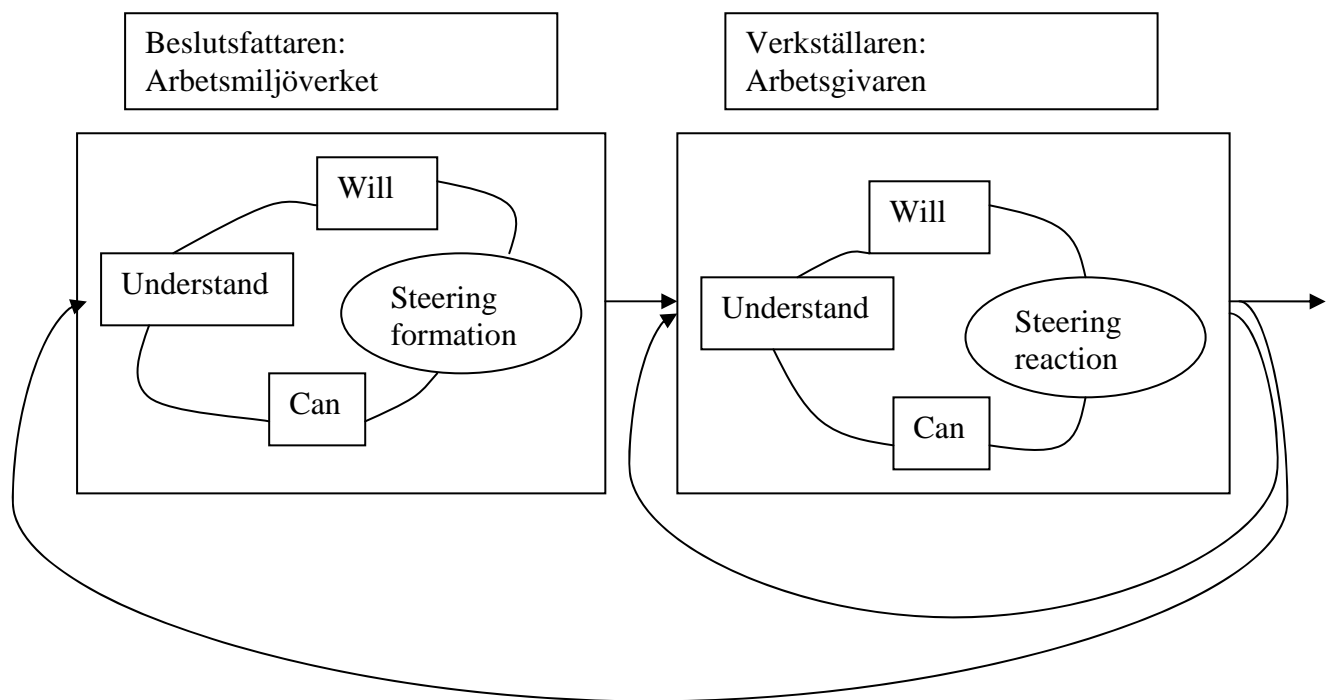 Beslutsfattaren:
Arbetsmiljöverket
Verkställaren:
Arbetsgivaren
Will
Understand
Steering
formation
Can
Will
Understand
Steering
reaction
Can